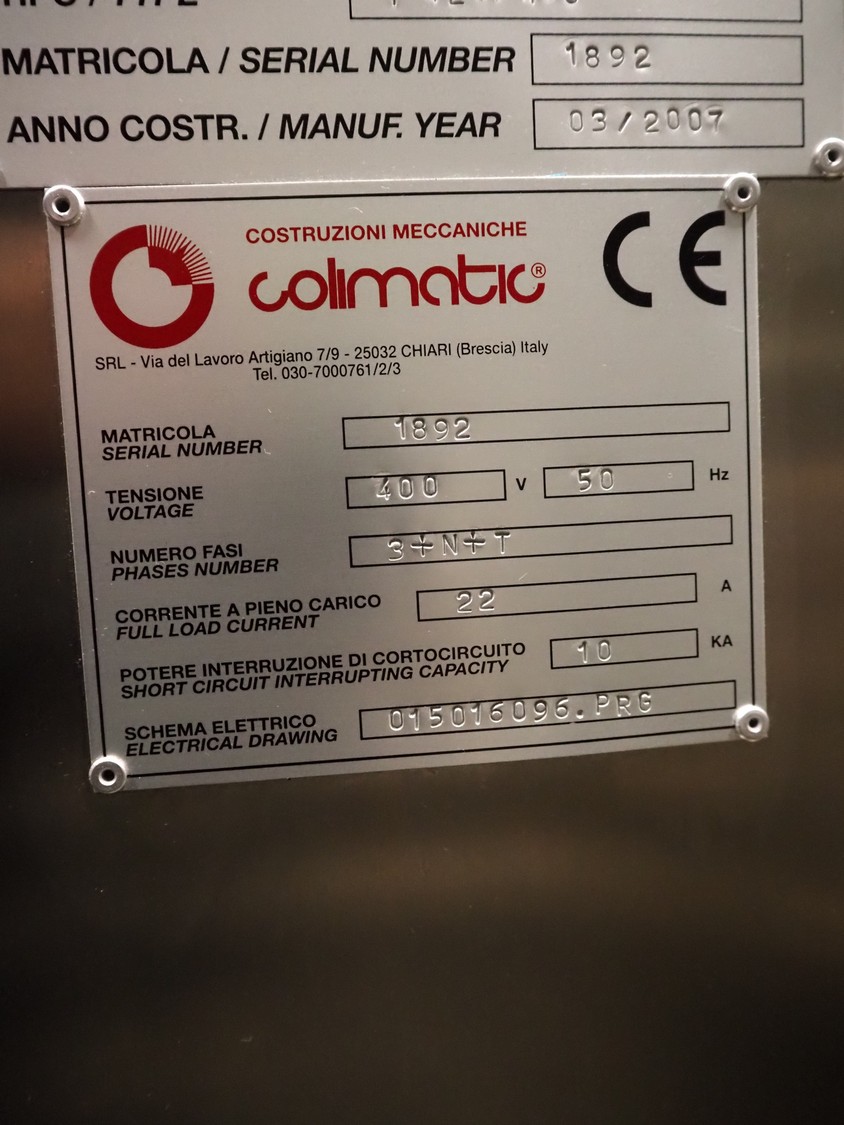 MATRICOLA / SERIAL NUMBER 1892
ANNO COSTR. / MANUF. YEAR 03/2007
COSTRUZIONI MECCANICHE
colimatic®
CE
SRL - Via del Lavoro Artigiano 7/9 - 25032 CHIARI (Brescia) Italy
Tel. 030-7000761/2/3
MATRICOLA 1892
SERIAL NUMBER
TENSIONE 400 V 50 Hz
VOLTAGE
NUMERO FASI 3+N+T
PHASES NUMBER
CORRENTE A PIENO CARICO 22 A
FULL LOAD CURRENT
POTERE INTERRUZIONE DI CORTOCIRCUITO 10 KA
SHORT CIRCUIT INTERRUPTING CAPACITY
SCHEMA ELETTRICO 015016096.PRG
ELECTRICAL DRAWING